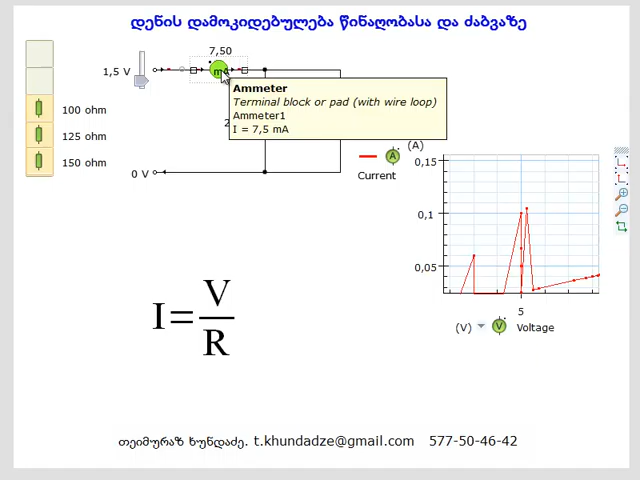 დენის დამოკიდებულება წინაღობასა და ძაბვაზე
7,50
1,5 V
mA
Ammeter
Terminal block or pad (with wire loop)
Ammeter1
I = 7,5 mA
100 ohm
125 ohm
150 ohm
2
0 V
A
Current
(A)
0,15
0,1
0,05
5
(V)
V
Voltage
I=
V
R
თეიმურაზ ხუნდაძე. t.khundadze@gmail.com 577-50-46-42